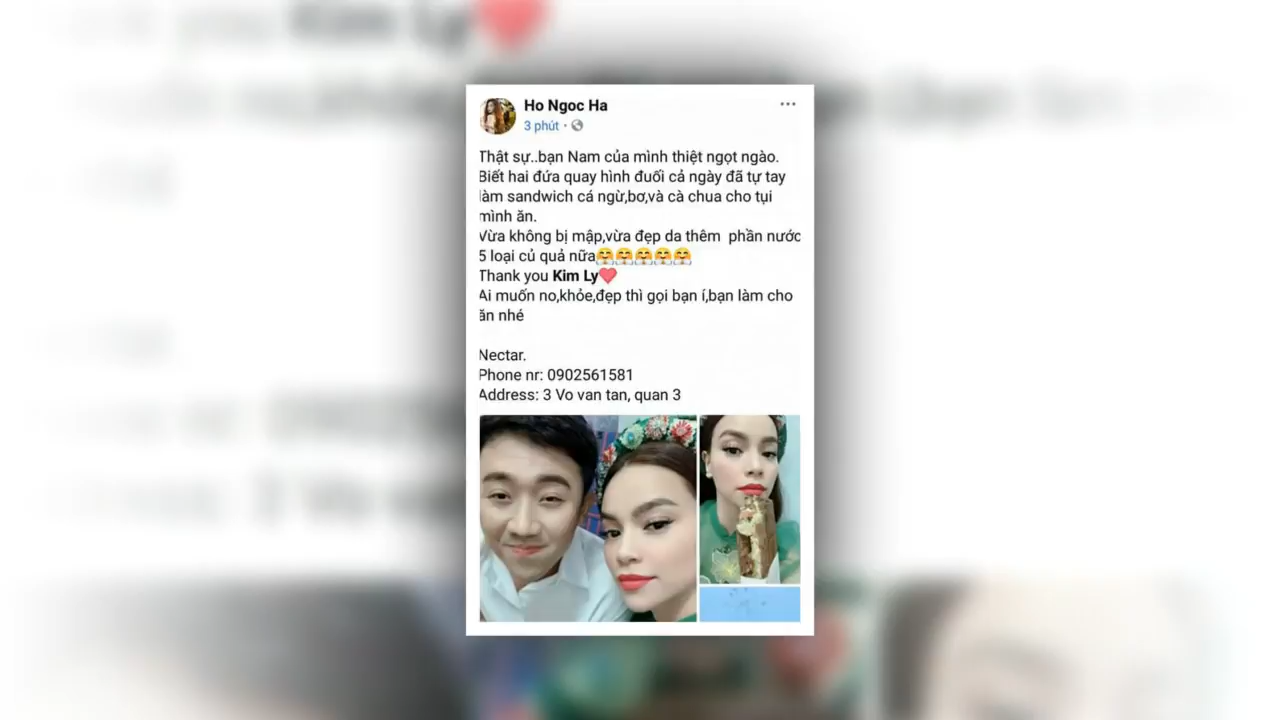 Ho Ngoc Ha
3 phút
Thật sự..bạn Nam của mình thiệt ngọt ngào.
Biết hai đứa quay hình đuối cả ngày đã tự tay
làm sandwich cá ngừ,bơ,và cà chua cho tụi
mình ăn.
Vừa không bị mập,vừa đẹp da thêm phần nước
5 loại củ quả nữa🤗🤗🤗🤗🤗
Thank you Kim Ly❤️
Ai muốn no,khỏe,đẹp thì gọi bạn í,bạn làm cho
ăn nhé
Nectar.
Phone nr: 0902561581
Address: 3 Vo van tan, quan 3